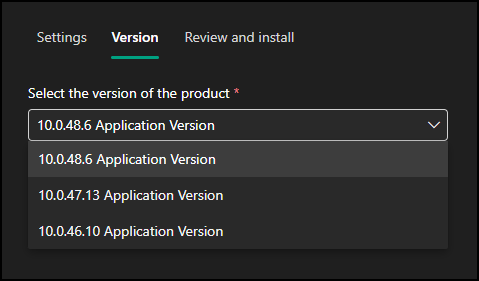 Settings Version Review and install
Select the version of the product *
10.0.48.6 Application Version
10.0.48.6 Application Version
10.0.47.13 Application Version
10.0.46.10 Application Version